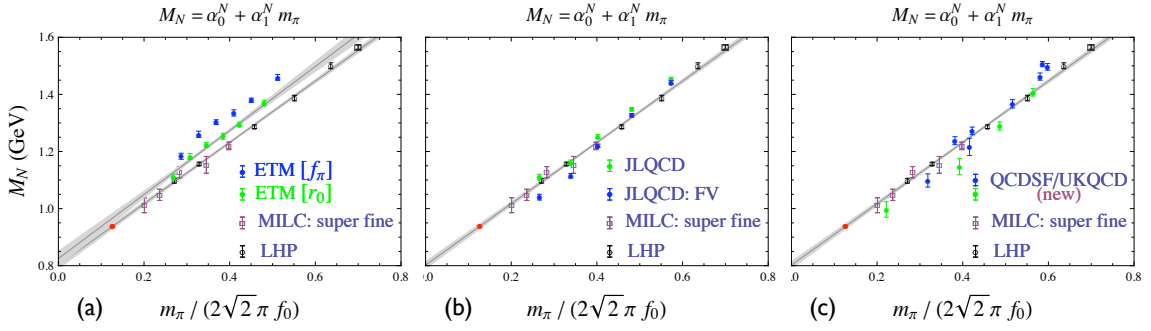 M_N = α_0^N + α_1^N m_π
M_N (GeV)
1.6
1.4
1.2
1.0
0.8
0.0
0.2
0.4
0.6
0.8
ETM [f_π]
ETM [r_0]
MILC: super fine
LHP
(a)
m_π / (2√2 π f_0)
M_N = α_0^N + α_1^N m_π
0.0
0.2
0.4
0.6
0.8
JLQCD
JLQCD: FV
MILC: super fine
LHP
(b)
m_π / (2√2 π f_0)
M_N = α_0^N + α_1^N m_π
0.0
0.2
0.4
0.6
0.8
QCDSF/UKQCD
(new)
MILC: super fine
LHP
(c)
m_π / (2√2 π f_0)